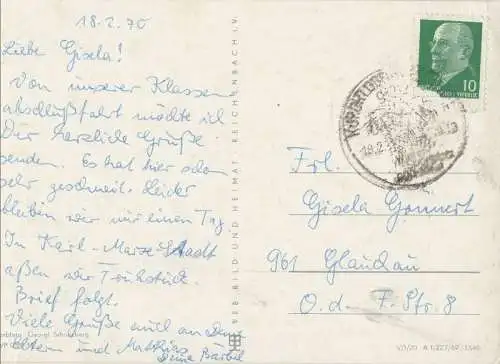 18.2.70
Liebe Gisela!
Von unserer Klassen
abschlußfahrt möchte ich
Dir herzliche Grüße
senden. Es hat hier schon
sehr geschneit. Leider
bleiben wir nur einen Tag
In Karl-Marx-Stadt
aßen wir Frühstück.
Brief folgt.
Viele Grüße auch an Deine
Eltern und Matthias
Deine Bärbel
VEB BILD UND HEIMAT REICHENBACH I.V.
10
18.2
Frl.
Gisela Gonnert
961 Glauchau
O.-d.-F.-Str. 8